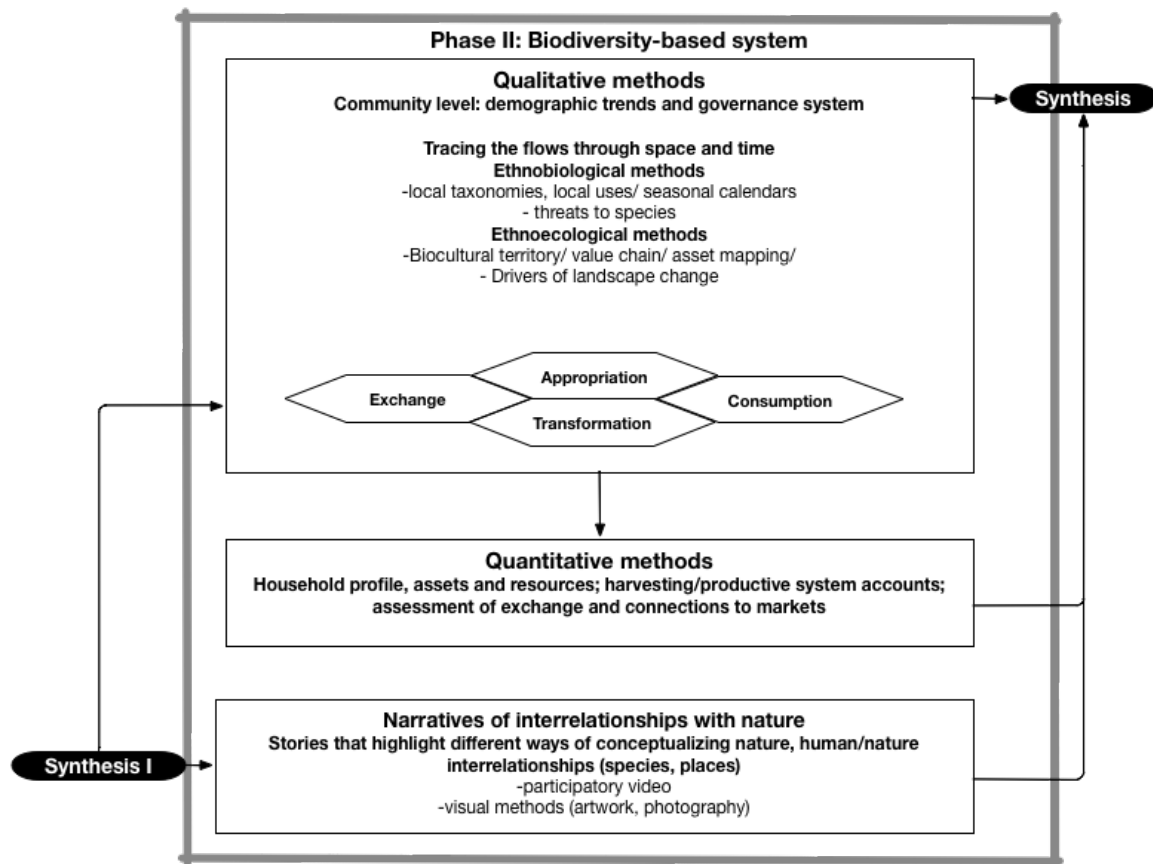 Phase II: Biodiversity-based system
Qualitative methods
Community level: demographic trends and governance system
Synthesis
Tracing the flows through space and time
Ethnobiological methods
-local taxonomies, local uses/ seasonal calendars
- threats to species
Ethnoecological methods
-Biocultural territory/ value chain/ asset mapping/
- Drivers of landscape change
Appropriation
Exchange
Consumption
Transformation
Quantitative methods
Household profile, assets and resources; harvesting/productive system accounts;
assessment of exchange and connections to markets
Narratives of interrelationships with nature
Stories that highlight different ways of conceptualizing nature, human/nature
interrelationships (species, places)
-participatory video
-visual methods (artwork, photography)
Synthesis I